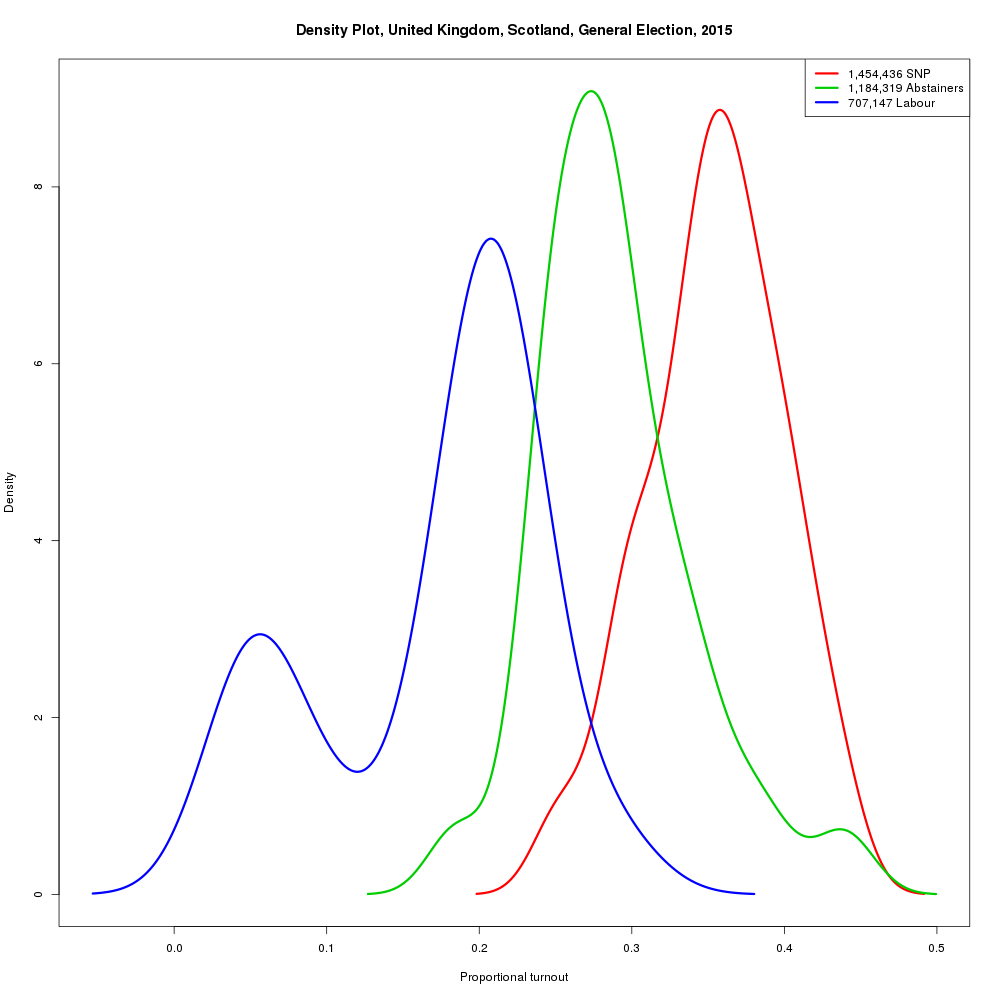 Density Plot, United Kingdom, Scotland, General Election, 2015
1,454,436 SNP
1,184,319 Abstainers
707,147 Labour
8
6
4
2
0
Density
0.0 0.1 0.2 0.3 0.4 0.5
Proportional turnout